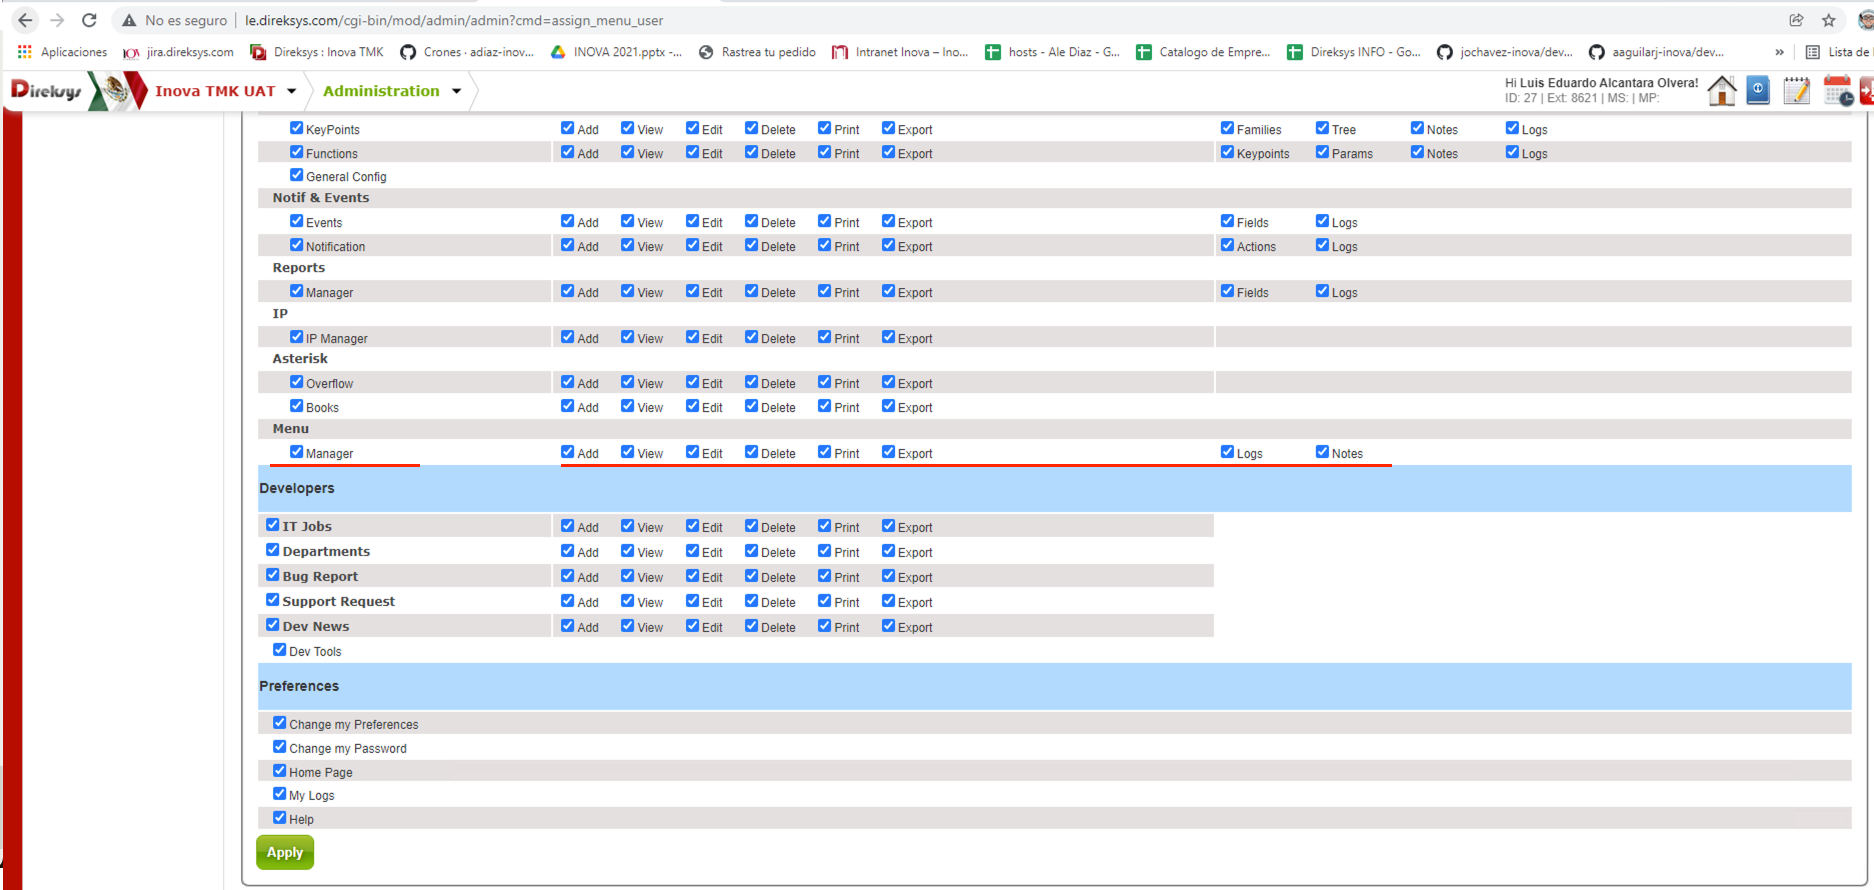 No es seguro | le.direksys.com/cgi-bin/mod/admin/admin?cmd=assign_menu_user
Aplicaciones jira.direksys.com Direksys : Inova TMK Crones · adiaz-inov... INOVA 2021.pptx -... Rastrea tu pedido Intranet Inova – Ino... hosts - Ale Diaz - G... Catalogo de Empre... Direksys INFO - Go... jochavez-inova/dev... aaguilarj-inova/dev... » Lista de
Direksys Inova TMK UAT Administration Hi Luis Eduardo Alcantara Olvera!
ID: 27 | Ext: 8621 | MS: | MP:
KeyPoints Add View Edit Delete Print Export Families Tree Notes Logs
Functions Add View Edit Delete Print Export Keypoints Params Notes Logs
General Config
Notif & Events
Events Add View Edit Delete Print Export Fields Logs
Notification Add View Edit Delete Print Export Actions Logs
Reports
Manager Add View Edit Delete Print Export Fields Logs
IP
IP Manager Add View Edit Delete Print Export
Asterisk
Overflow Add View Edit Delete Print Export
Books Add View Edit Delete Print Export
Menu
Manager Add View Edit Delete Print Export Logs Notes
Developers
IT Jobs Add View Edit Delete Print Export
Departments Add View Edit Delete Print Export
Bug Report Add View Edit Delete Print Export
Support Request Add View Edit Delete Print Export
Dev News Add View Edit Delete Print Export
Dev Tools
Preferences
Change my Preferences
Change my Password
Home Page
My Logs
Help
Apply